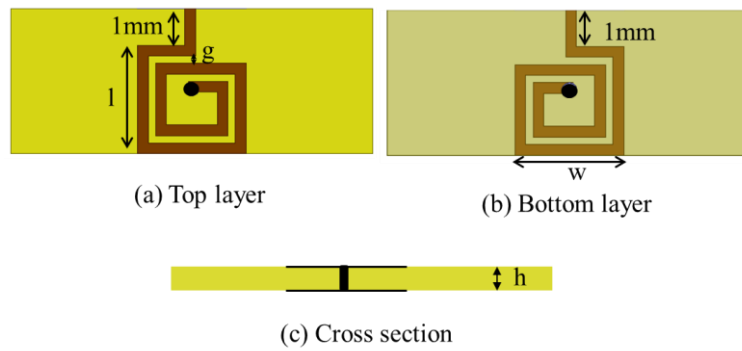 1mm
g
l
(a) Top layer
1mm
w
(b) Bottom layer
h
(c) Cross section